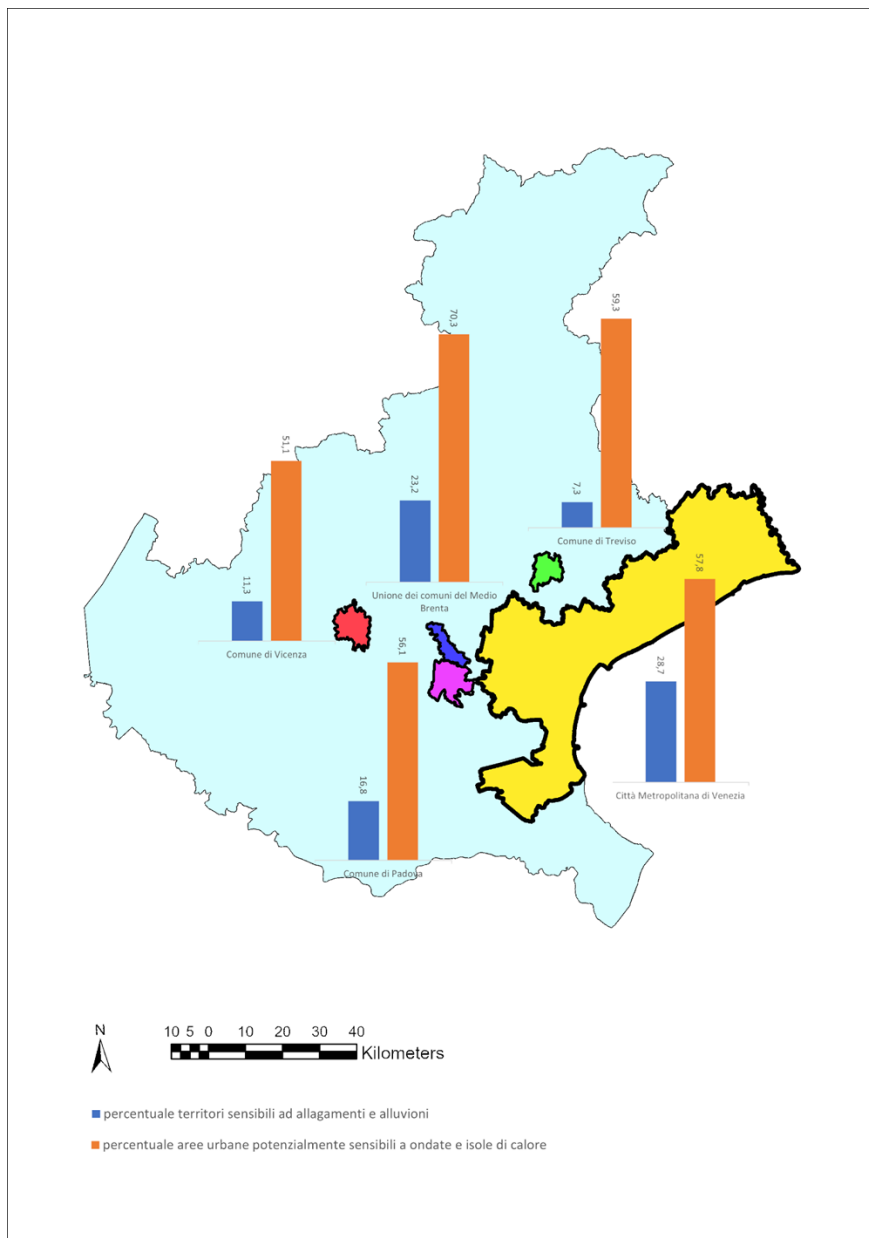 59,3
70,3
51,1
23,2
7,3
Comune di Treviso
57,8
11,3
Unione dei comuni del Medio
Brenta
Comune di Vicenza
56,1
28,7
16,8
Città Metropolitana di Venezia
Comune di Padova
N
10 5 0 10 20 30 40
Kilometers
percentuale territori sensibili ad allagamenti e alluvioni
percentuale aree urbane potenzialmente sensibili a ondate e isole di calore